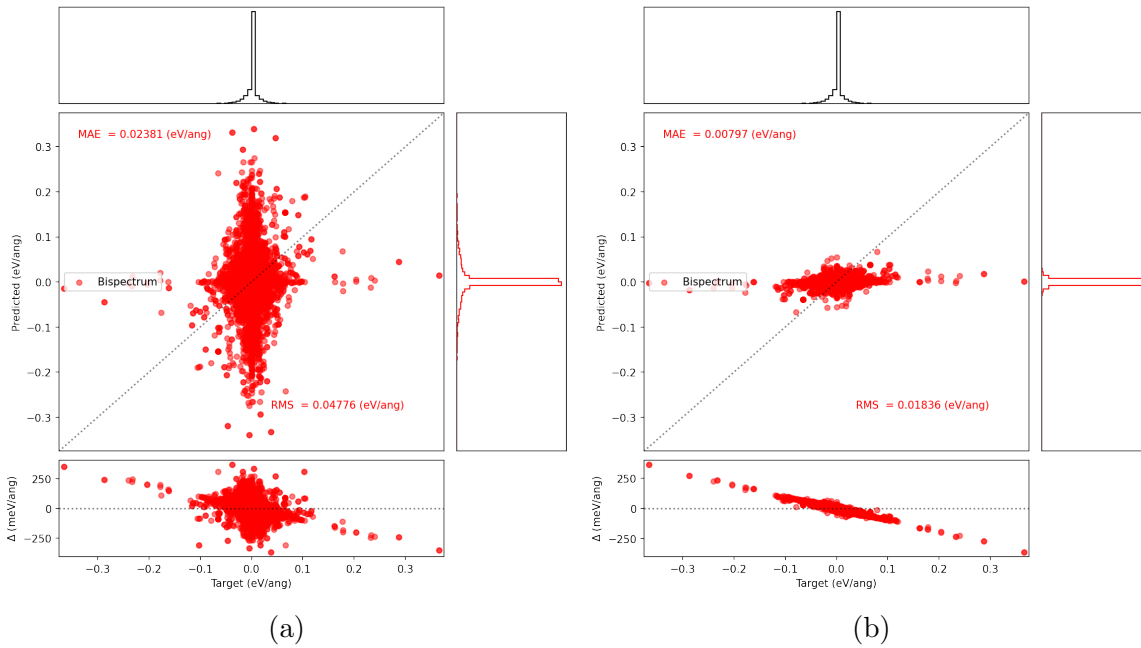 MAE = 0.02381 (eV/ang)
0.3
0.2
0.1
0.0
−0.1
−0.2
−0.3
Predicted (eV/ang)
Bispectrum
RMS = 0.04776 (eV/ang)
250
0
−250
Δ (meV/ang)
−0.3 −0.2 −0.1 0.0 0.1 0.2 0.3
Target (eV/ang)
(a)
MAE = 0.00797 (eV/ang)
0.3
0.2
0.1
0.0
−0.1
−0.2
−0.3
Predicted (eV/ang)
Bispectrum
RMS = 0.01836 (eV/ang)
250
0
−250
Δ (meV/ang)
−0.3 −0.2 −0.1 0.0 0.1 0.2 0.3
Target (eV/ang)
(b)